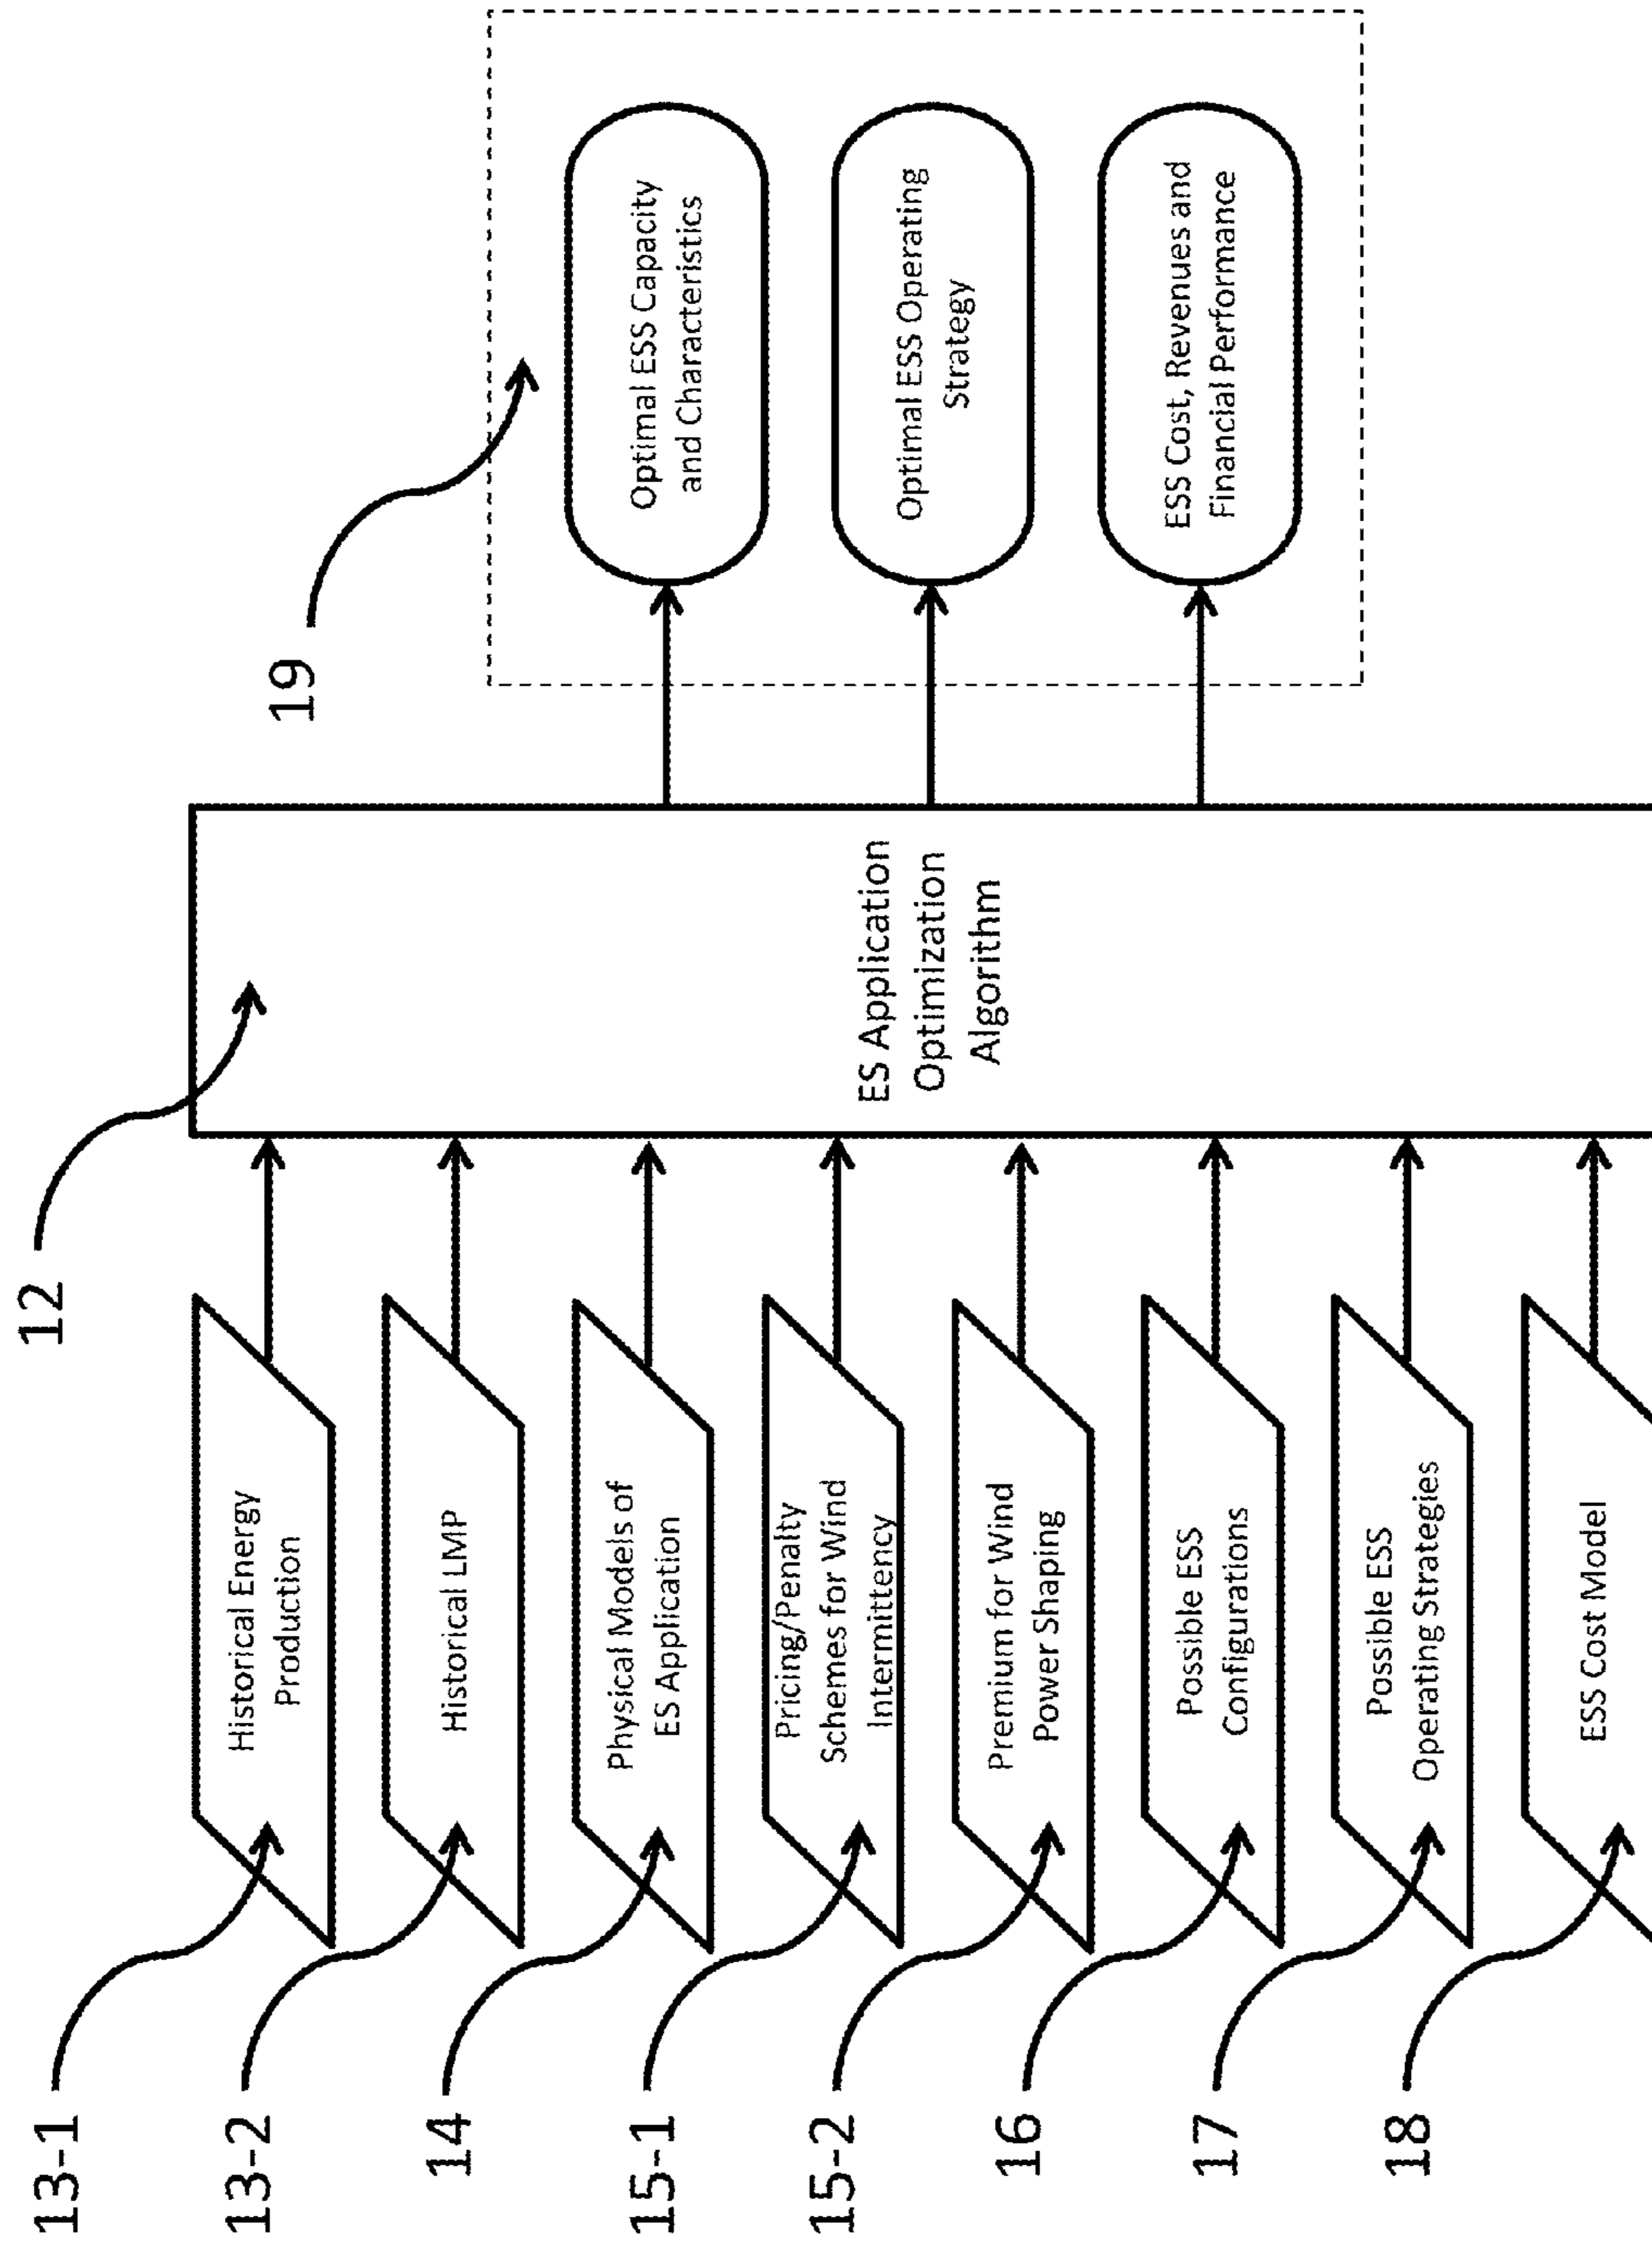 12
19
13-1
Historical Energy
Production
13-2
Historical LMP
14
Physical Models of
ES Application
15-1
Pricing/Penalty
Schemes for Wind
Intermittency
15-2
Premium for Wind
Power Shaping
16
Possible ESS
Configurations
17
Possible ESS
Operating Strategies
18
ESS Cost Model
ES Application
Optimization
Algorithm
Optimal ESS Capacity
and Characteristics
Optimal ESS Operating
Strategy
ESS Cost, Revenues and
Financial Performance